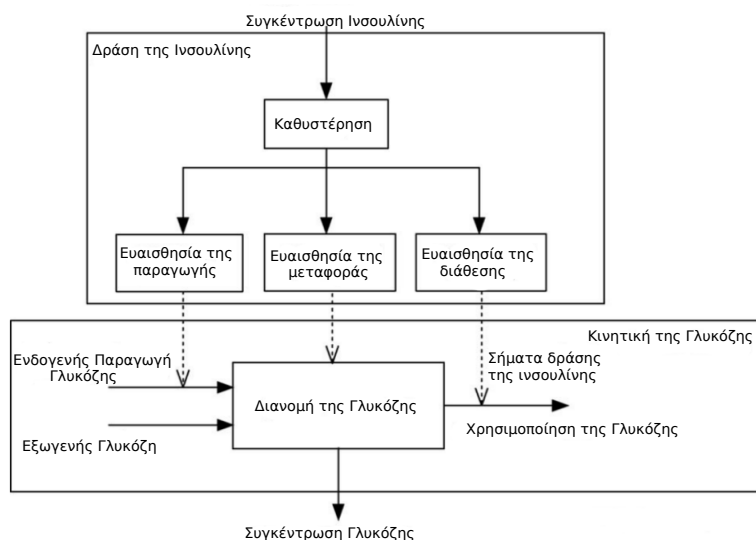 Συγκέντρωση Ινσουλίνης
Δράση της Ινσουλίνης
Καθυστέρηση
Ευαισθησία της
παραγωγής
Ευαισθησία της
μεταφοράς
Ευαισθησία της
διάθεσης
Κινητική της Γλυκόζης
Ενδογενής Παραγωγή
Γλυκόζης
Σήματα δράσης
της ινσουλίνης
Διανομή της Γλυκόζης
Χρησιμοποίηση της Γλυκόζης
Εξωγενής Γλυκόζη
Συγκέντρωση Γλυκόζης